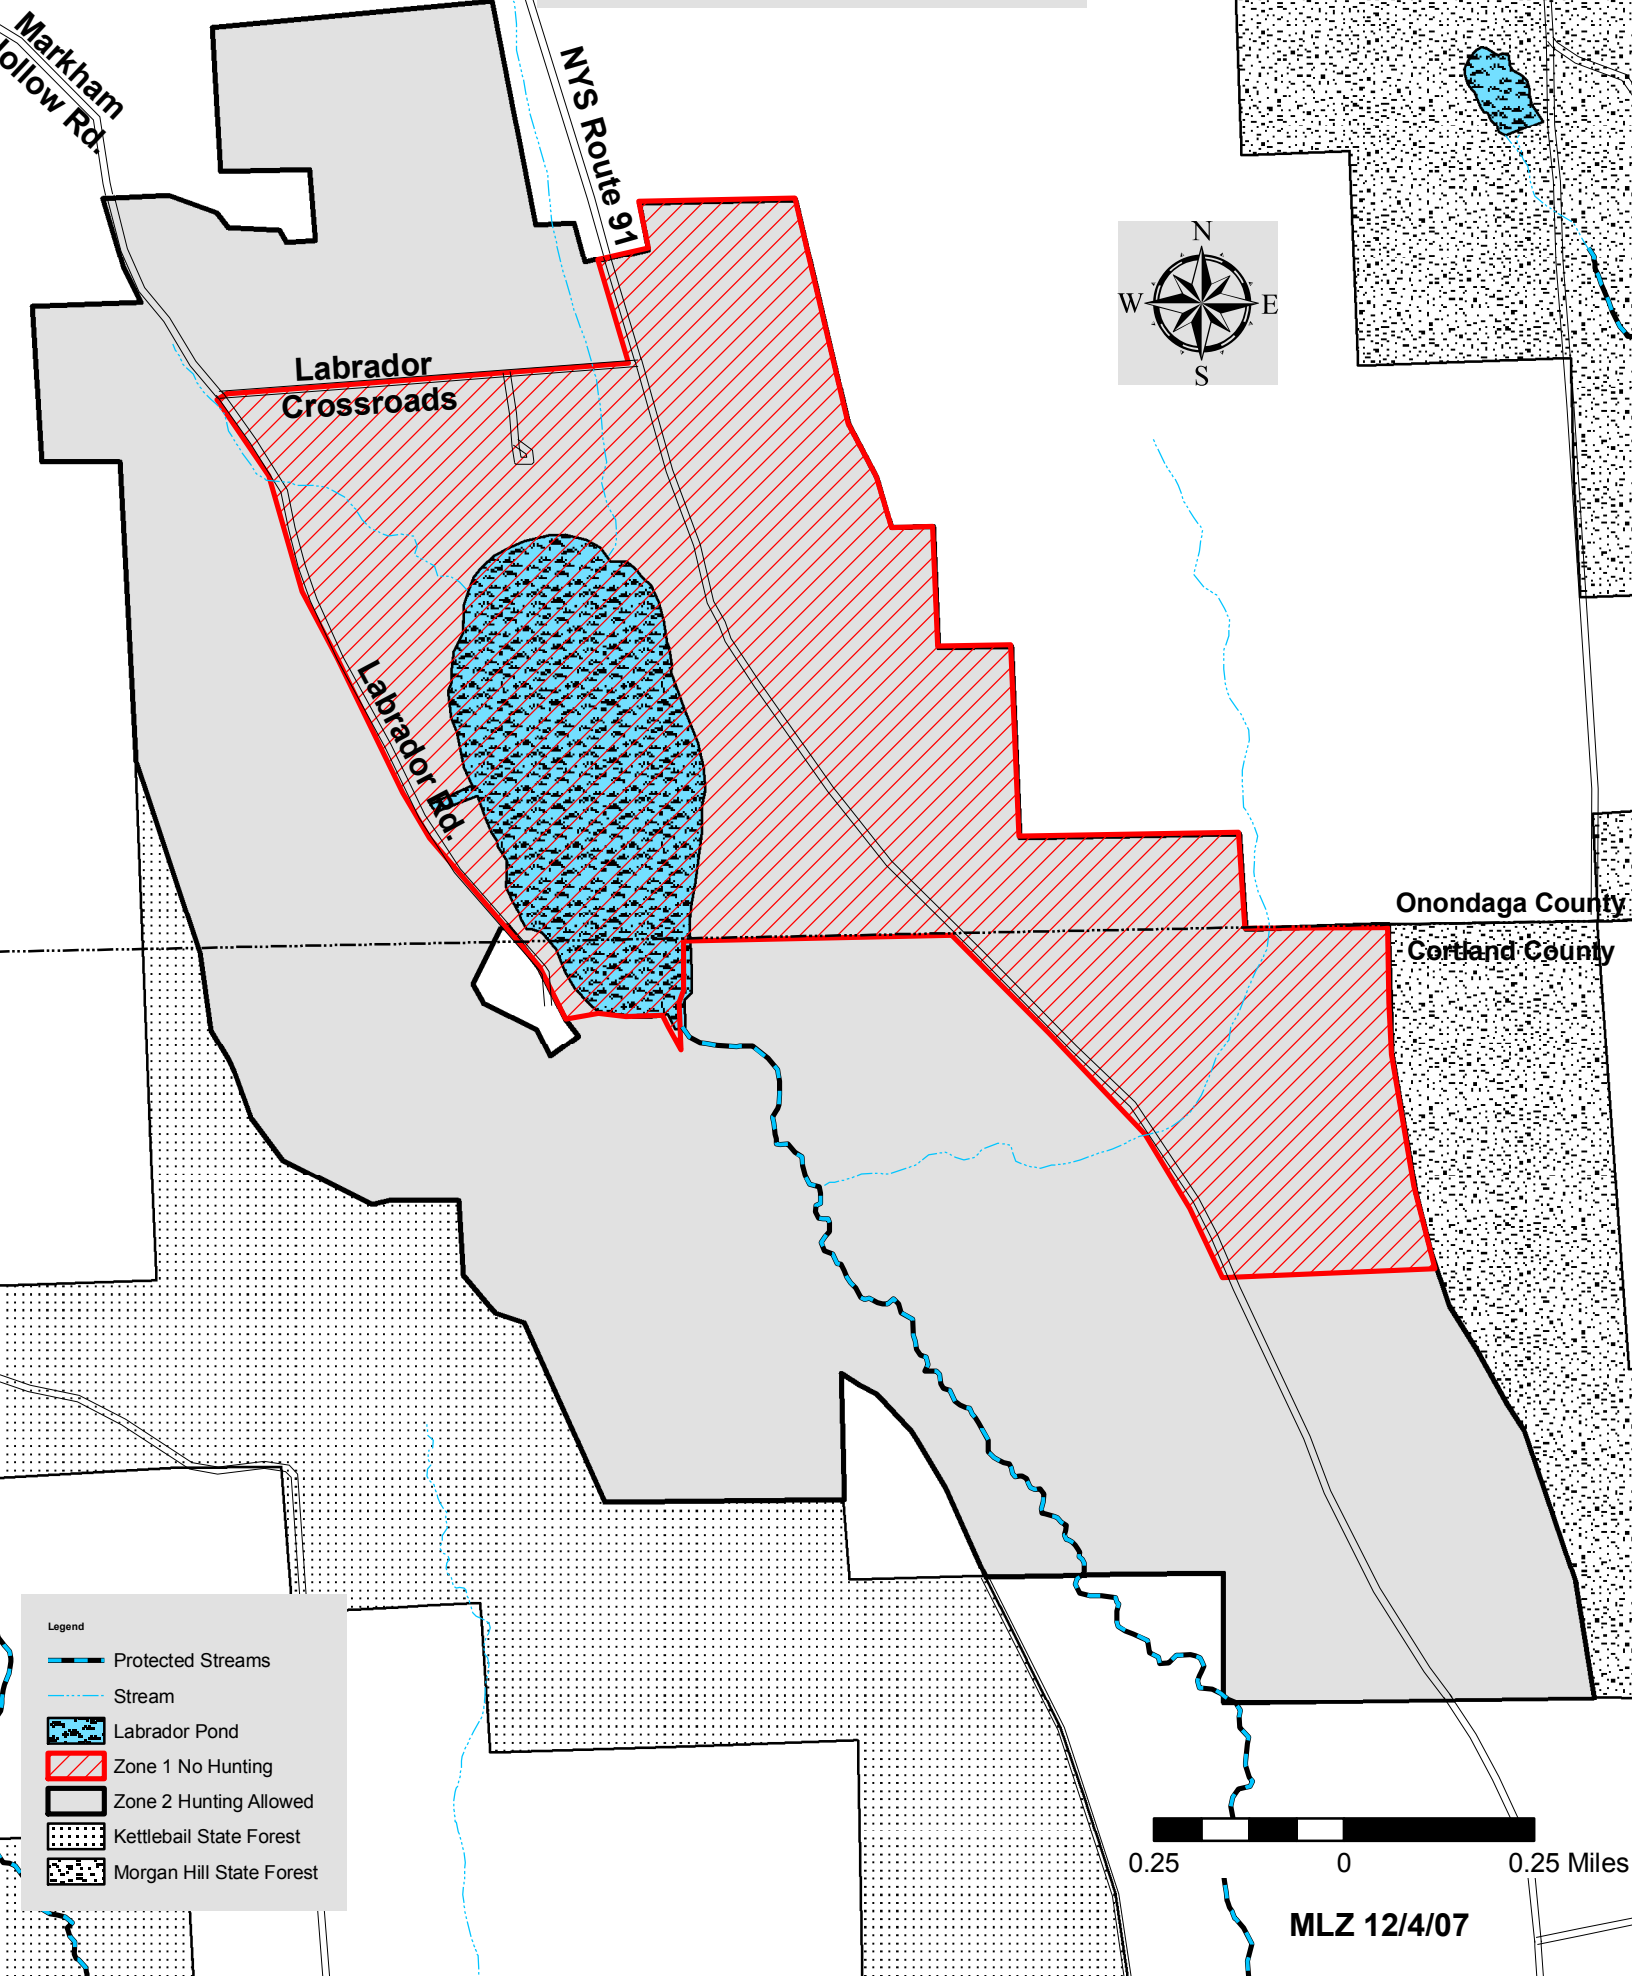 Markham
Hollow Rd.
NYS Route 91
N
W
E
S
Labrador
Crossroads
Labrador Rd.
Onondaga County
Cortland County
Legend
Protected Streams
Stream
Labrador Pond
Zone 1 No Hunting
Zone 2 Hunting Allowed
Kettlebail State Forest
Morgan Hill State Forest
0.25
0
0.25 Miles
MLZ 12/4/07